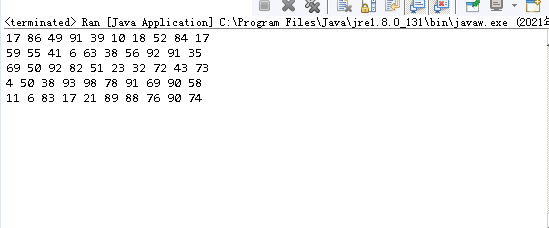 <terminated> Ran [Java Application] C:\Program Files\Java\jre1.8.0_131\bin\javaw.exe (2021
17 86 49 91 39 10 18 52 84 17
59 55 41 6 63 38 56 92 91 35
69 50 92 82 51 23 32 72 43 73
4 50 38 93 98 78 91 69 90 58
11 6 83 17 21 89 88 76 90 74